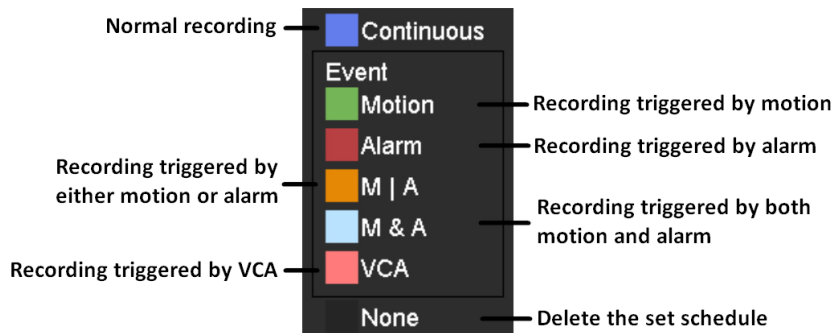 Normal recording
Continuous
Event
Motion
Recording triggered by motion
Alarm
Recording triggered by alarm
Recording triggered by
either motion or alarm
M | A
M & A
Recording triggered by both
motion and alarm
Recording triggered by VCA
VCA
None
Delete the set schedule